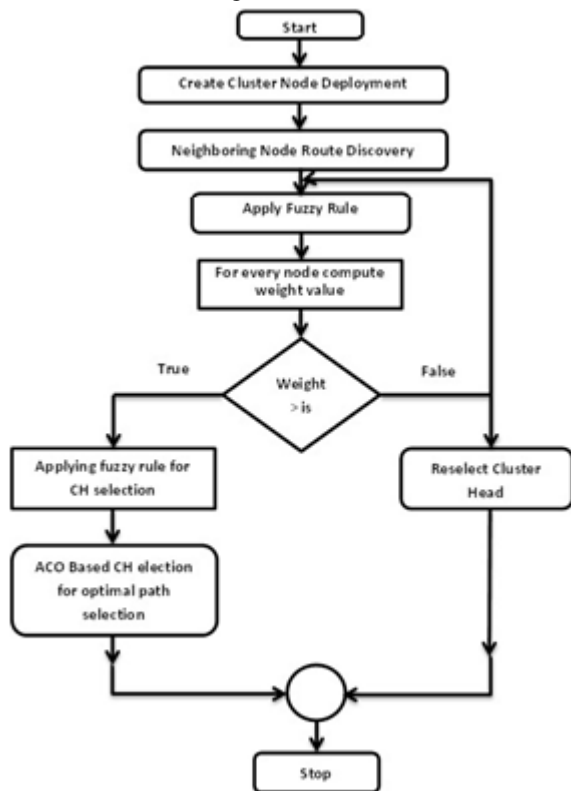 Start
Create Cluster Node Deployment
Neighboring Node Route Discovery
Apply Fuzzy Rule
For every node compute
weight value
True
False
Weight
> is
Applying fuzzy rule for
CH selection
Reselect Cluster
Head
ACO Based CH election
for optimal path
selection
Stop